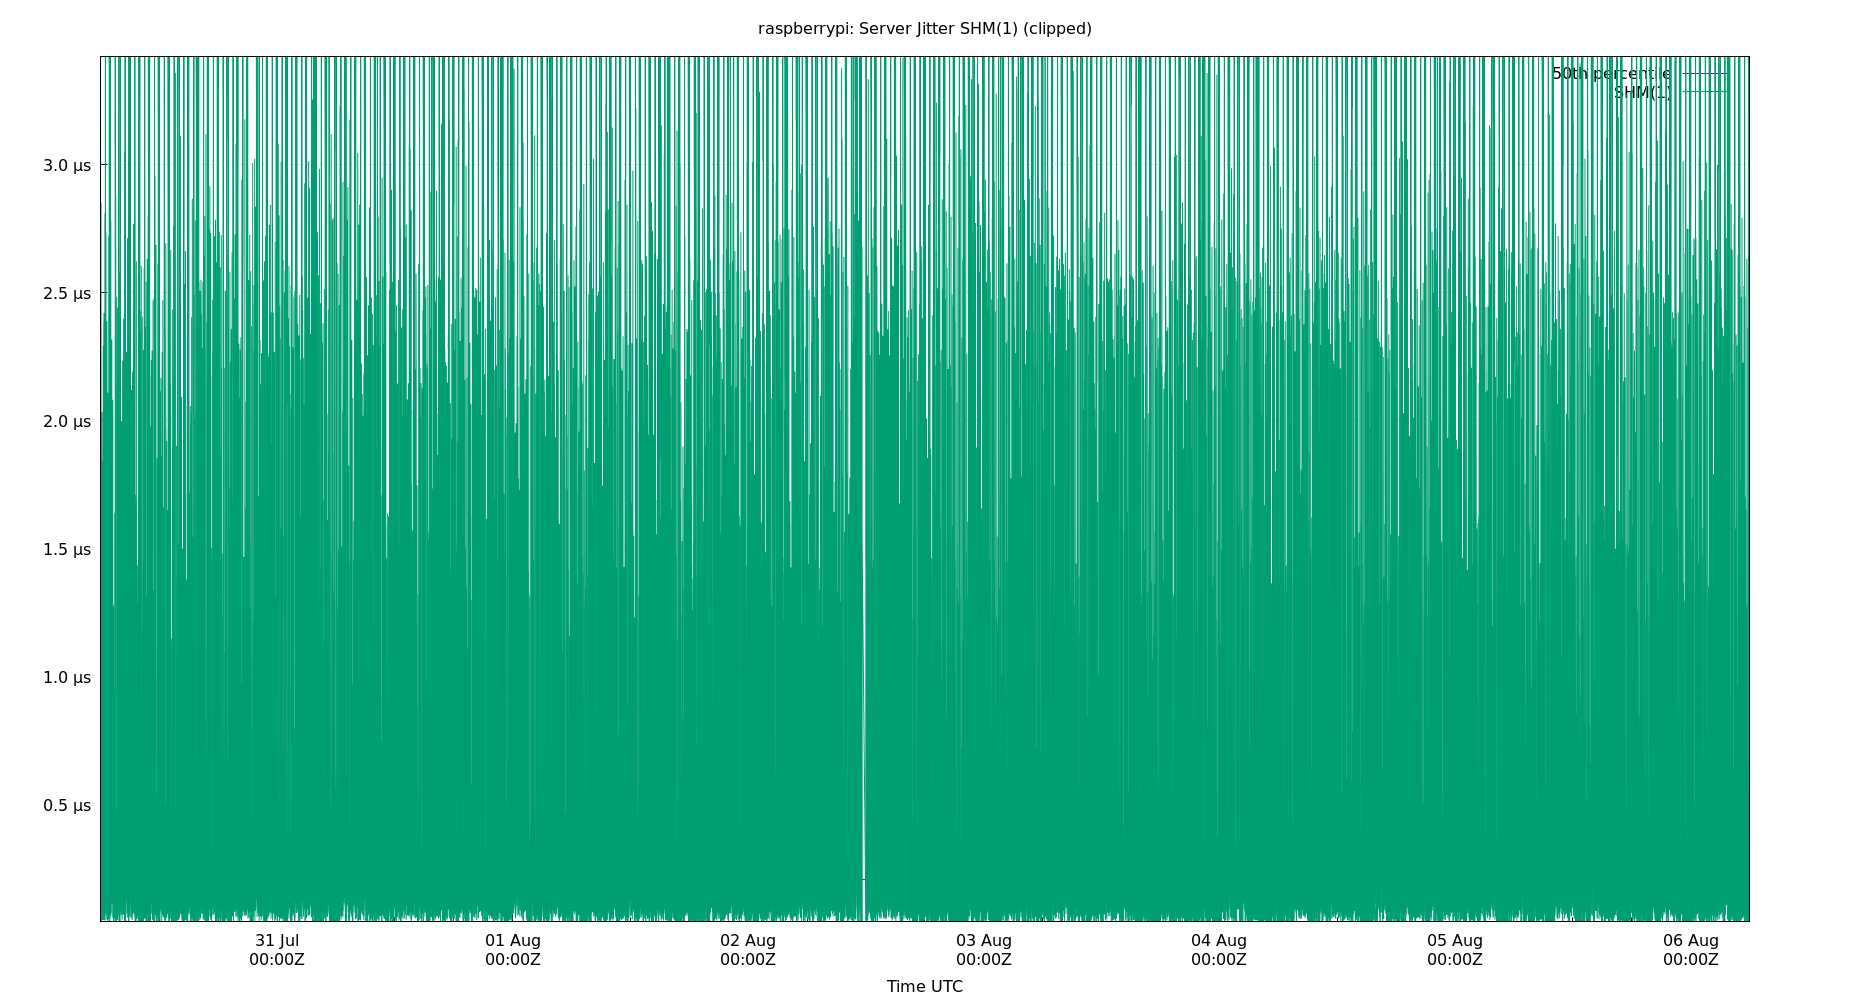 raspberrypi: Server Jitter SHM(1) (clipped)
50th percentile
SHM(1)
3.0 µs
2.5 µs
2.0 µs
1.5 µs
1.0 µs
0.5 µs
31 Jul 01 Aug 02 Aug 03 Aug 04 Aug 05 Aug 06 Aug
00:00Z 00:00Z 00:00Z 00:00Z 00:00Z 00:00Z 00:00Z
Time UTC